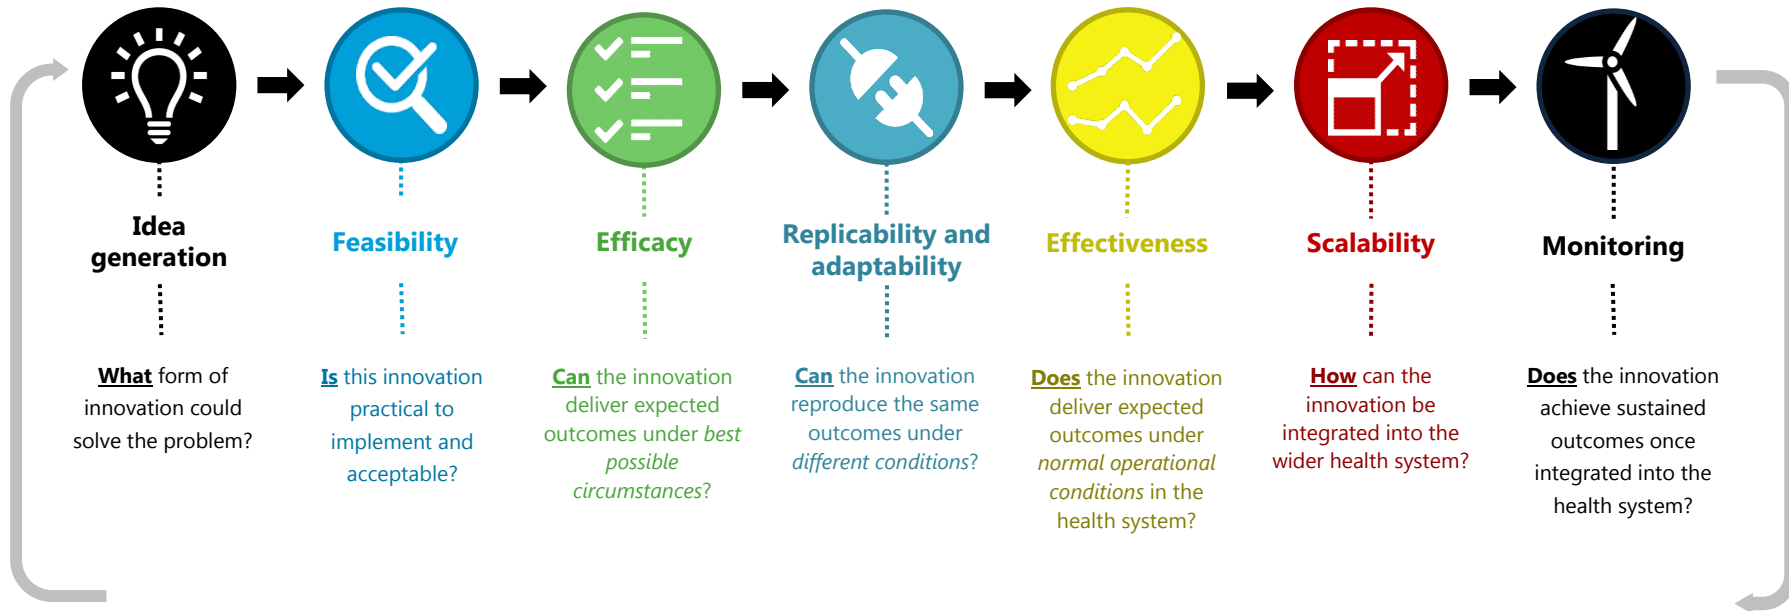 Idea
generation
What form of
innovation could
solve the problem?
Feasibility
Is this innovation
practical to
implement and
acceptable?
Efficacy
Can the innovation
deliver expected
outcomes under best
possible
circumstances?
Replicability and
adaptability
Can the innovation
reproduce the same
outcomes under
different conditions?
Effectiveness
Does the innovation
deliver expected
outcomes under
normal operational
conditions in the
health system?
Scalability
How can the
innovation be
integrated into the
wider health system?
Monitoring
Does the innovation
achieve sustained
outcomes once
integrated into the
health system?